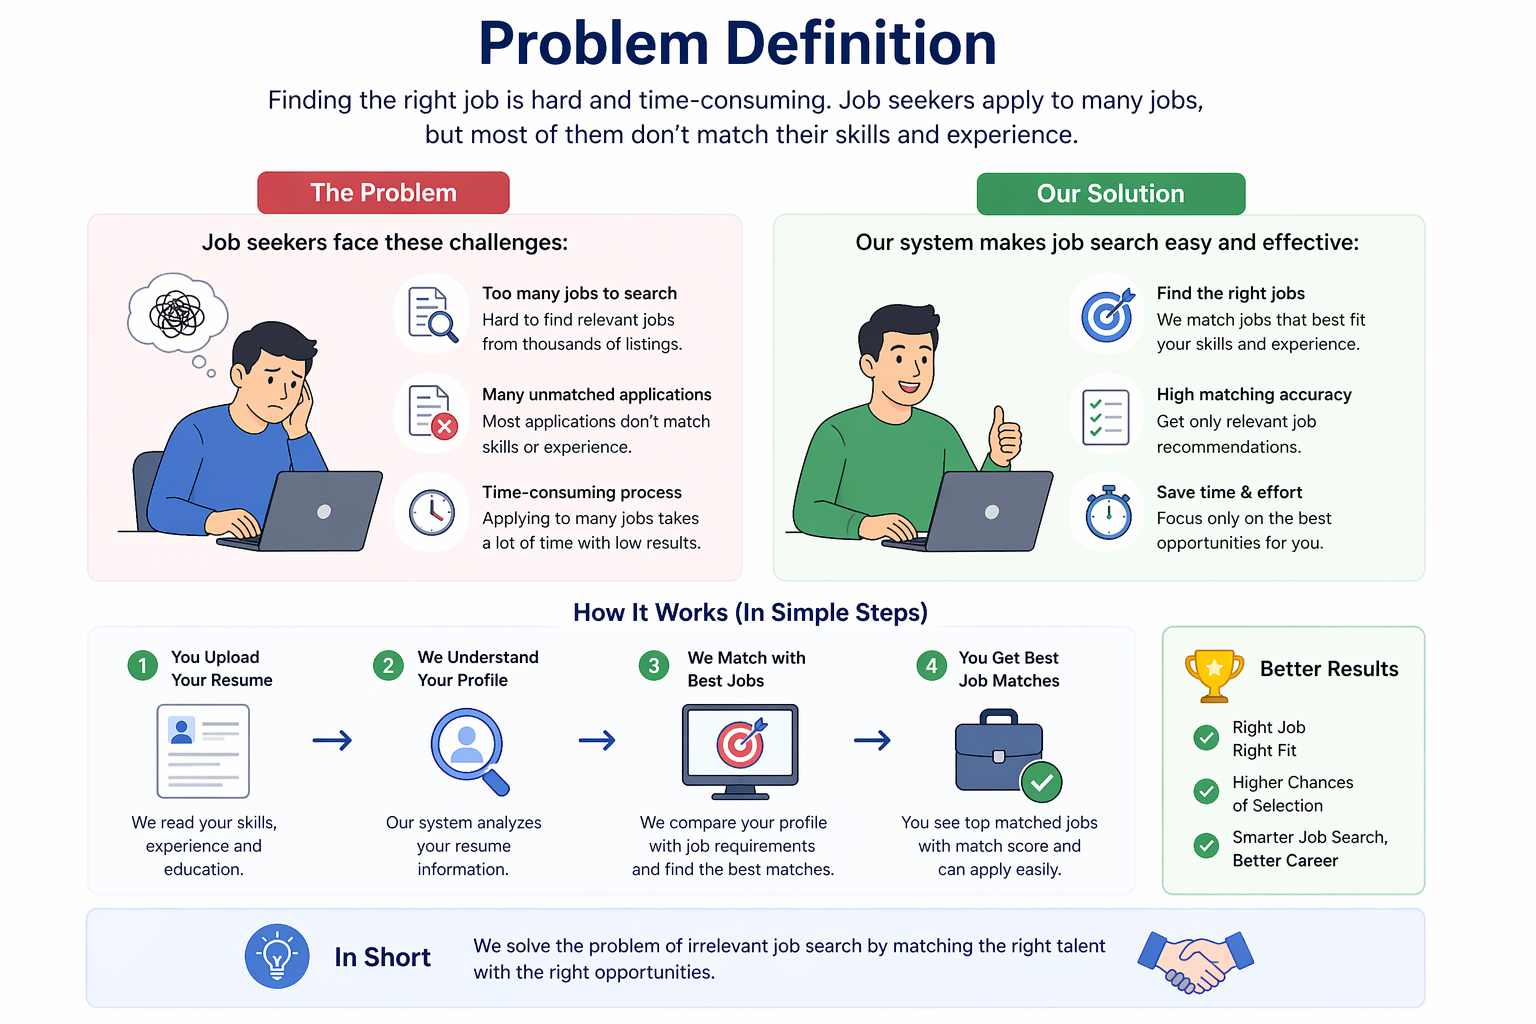 Problem Definition
Finding the right job is hard and time-consuming. Job seekers apply to many jobs,
but most of them don’t match their skills and experience.
The Problem
Job seekers face these challenges:
Too many jobs to search
Hard to find relevant jobs
from thousands of listings.
Many unmatched applications
Most applications don’t match
skills or experience.
Time-consuming process
Applying to many jobs takes
a lot of time with low results.
Our Solution
Our system makes job search easy and effective:
Find the right jobs
We match jobs that best fit
your skills and experience.
High matching accuracy
Get only relevant job
recommendations.
Save time & effort
Focus only on the best
opportunities for you.
How It Works (In Simple Steps)
1
You Upload
Your Resume
We read your skills,
experience and
education.
2
We Understand
Your Profile
Our system analyzes
your resume
information.
3
We Match with
Best Jobs
We compare your profile
with job requirements
and find the best matches.
4
You Get Best
Job Matches
You see top matched jobs
with match score and
can apply easily.
Better Results
Right Job
Right Fit
Higher Chances
of Selection
Smarter Job Search,
Better Career
In Short
We solve the problem of irrelevant job search by matching the right talent
with the right opportunities.